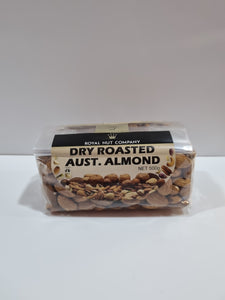 ROYAL NUT COMPANY
DRY ROASTED
AUST. ALMOND
NET 500g